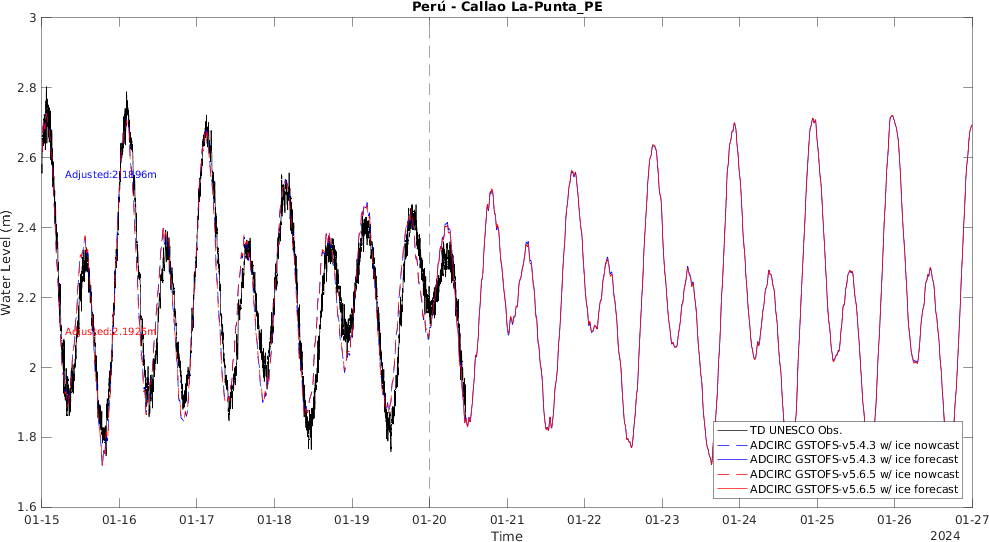 Perú - Callao La-Punta_PE
3
2.8
2.6
2.4
2.2
2
1.8
1.6
Water Level (m)
Adjusted:2.1896m
Adjusted:2.1925m
TD UNESCO Obs.
ADCIRC GSTOFS-v5.4.3 w/ ice nowcast
ADCIRC GSTOFS-v5.4.3 w/ ice forecast
ADCIRC GSTOFS-v5.6.5 w/ ice nowcast
ADCIRC GSTOFS-v5.6.5 w/ ice forecast
01-15 01-16 01-17 01-18 01-19 01-20 01-21 01-22 01-23 01-24 01-25 01-26 01-27
Time
2024